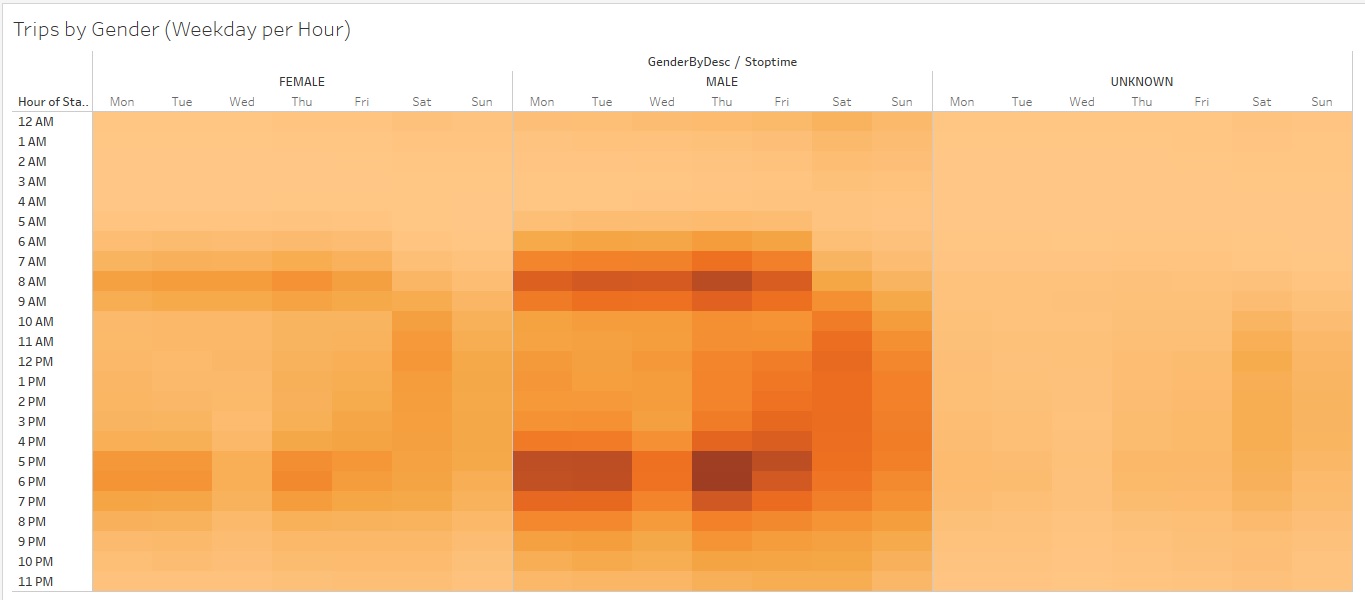 Trips by Gender (Weekday per Hour)
GenderByDesc / Stoptime
FEMALE MALE UNKNOWN
Hour of Sta.. Mon Tue Wed Thu Fri Sat Sun Mon Tue Wed Thu Fri Sat Sun Mon Tue Wed Thu Fri Sat Sun
12 AM
1 AM
2 AM
3 AM
4 AM
5 AM
6 AM
7 AM
8 AM
9 AM
10 AM
11 AM
12 PM
1 PM
2 PM
3 PM
4 PM
5 PM
6 PM
7 PM
8 PM
9 PM
10 PM
11 PM